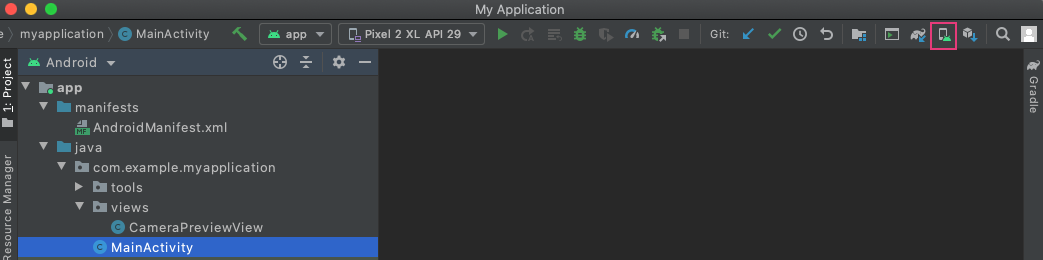 My Application
myapplication
MainActivity
app
Pixel 2 XL API 29
Git:
1: Project
Android
app
manifests
MF
AndroidManifest.xml
java
com.example.myapplication
tools
views
C
CameraPreviewView
C
MainActivity
Resource Manager
Gradle